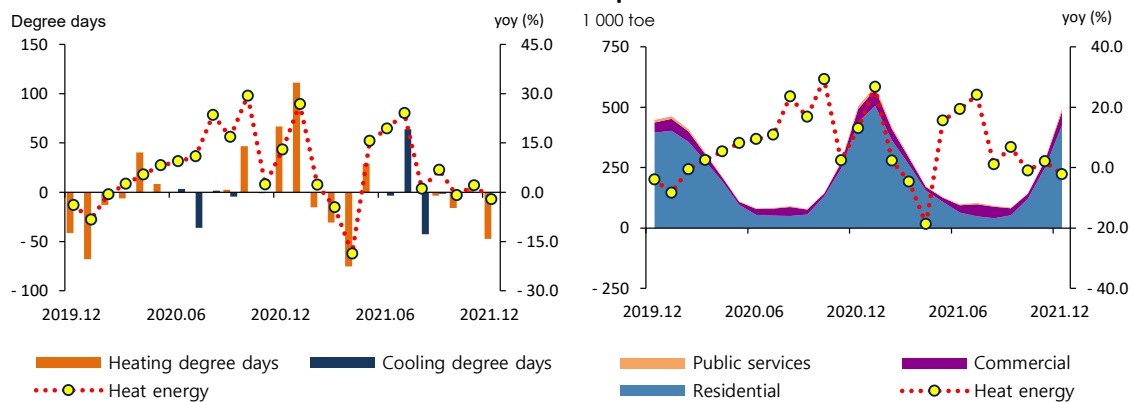 Degree days
yoy (%)
150
100
50
0
- 50
- 100
45.0
30.0
15.0
0.0
- 15.0
- 30.0
2019.12
2020.06
2020.12
2021.06
2021.12
Heating degree days
Cooling degree days
Heat energy
1 000 toe
yoy (%)
750
500
250
0
- 250
40.0
20.0
0.0
- 20.0
- 40.0
2019.12
2020.06
2020.12
2021.06
2021.12
Public services
Commercial
Residential
Heat energy